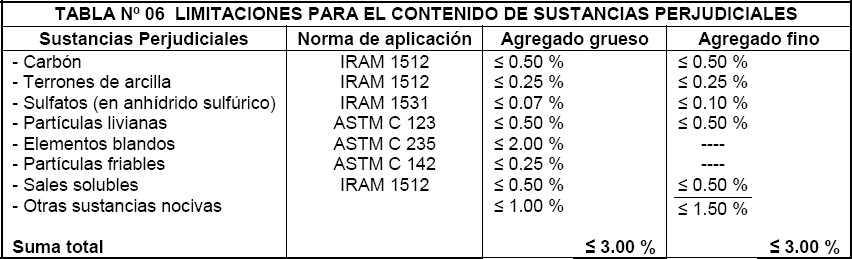 TABLA Nº 06 LIMITACIONES PARA EL CONTENIDO DE SUSTANCIAS PERJUDICIALES
Sustancias Perjudiciales Norma de aplicación Agregado grueso Agregado fino
- Carbón IRAM 1512 ≤ 0.50 % ≤ 0.50 %
- Terrones de arcilla IRAM 1512 ≤ 0.25 % ≤ 0.25 %
- Sulfatos (en anhídrido sulfúrico) IRAM 1531 ≤ 0.07 % ≤ 0.10 %
- Partículas livianas ASTM C 123 ≤ 0.50 % ≤ 0.50 %
- Elementos blandos ASTM C 235 ≤ 2.00 % ----
- Partículas friables ASTM C 142 ≤ 0.25 % ----
- Sales solubles IRAM 1512 ≤ 0.50 % ≤ 0.50 %
- Otras sustancias nocivas ≤ 1.00 % ≤ 1.50 %
Suma total ≤ 3.00 % ≤ 3.00 %